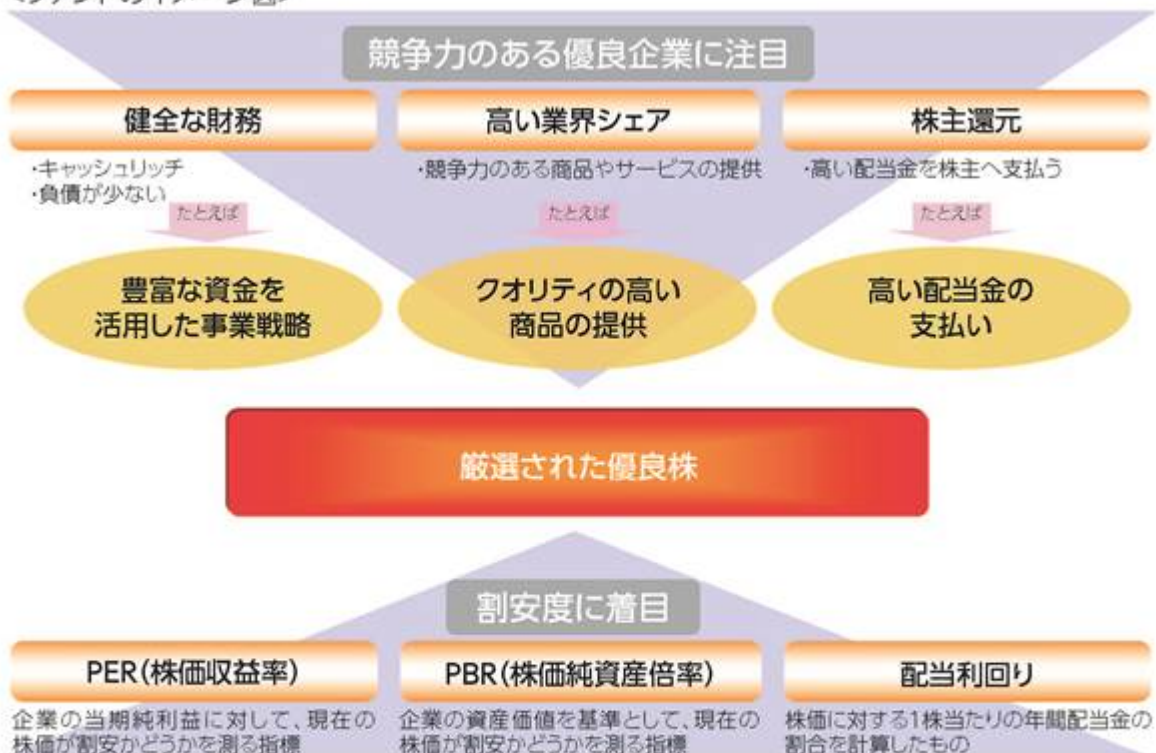 競争力のある優良企業に注目
健全な財務
高い業界シェア
株主還元
・キャッシュリッチ
・負債が少ない
・競争力のある商品やサービスの提供
・高い配当金を株主へ支払う
たとえば
たとえば
たとえば
豊富な資金を
活用した事業戦略
クオリティの高い
商品の提供
高い配当金の
支払い
厳選された優良株
割安度に着目
PER(株価収益率)
PBR(株価純資産倍率)
配当利回り
企業の当期純利益に対して、現在の
株価が割安かどうかを測る指標
企業の資産価値を基準として、現在の
株価が割安かどうかを測る指標
株価に対する1株当たりの年間配当金の
割合を計算したもの